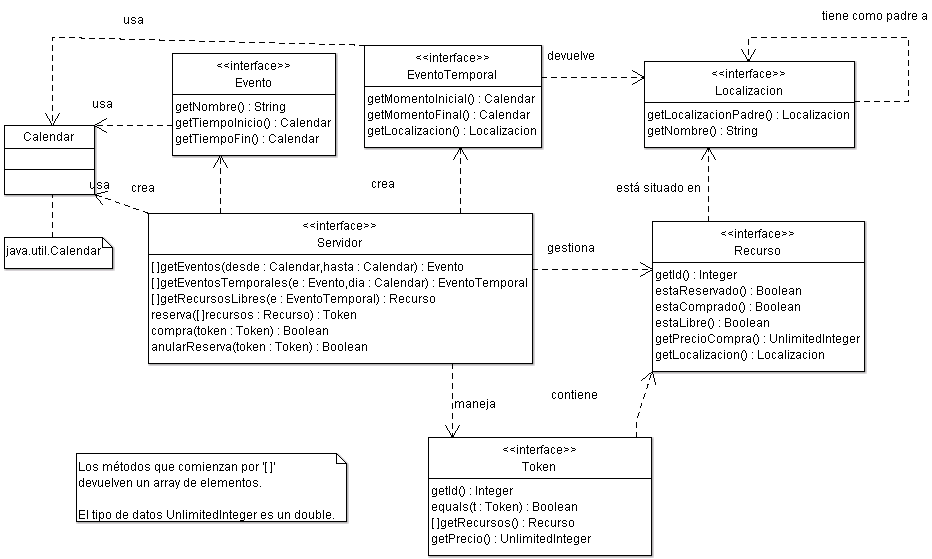 usa
tiene como padre a
<<interface>>
Evento
getNombre() : String
getTiempoInicio() : Calendar
getTiempoFin() : Calendar
<<interface>>
EventoTemporal
getMomentoInicial() : Calendar
getMomentoFinal() : Calendar
getLocalizacion() : Localizacion
devuelve
<<interface>>
Localizacion
getLocalizacionPadre() : Localizacion
getNombre() : String
usa
Calendar
usa
crea
crea
está situado en
java.util.Calendar
<<interface>>
Servidor
[]getEventos(desde : Calendar,hasta : Calendar) : Evento
[]getEventosTemporales(e : Evento,dia : Calendar) : EventoTemporal
[]getRecursosLibres(e : EventoTemporal) : Recurso
reserva([]recursos : Recurso) : Token
compra(token : Token) : Boolean
anularReserva(token : Token) : Boolean
gestiona
<<interface>>
Recurso
getId() : Integer
estaReservado() : Boolean
estaComprado() : Boolean
estaLibre() : Boolean
getPrecioCompra() : UnlimitedInteger
getLocalizacion() : Localizacion
maneja
contiene
<<interface>>
Token
getId() : Integer
equals(t : Token) : Boolean
[]getRecursos() : Recurso
getPrecio() : UnlimitedInteger
Los métodos que comienzan por '[]'
devuelven un array de elementos.
El tipo de datos UnlimitedInteger es un double.